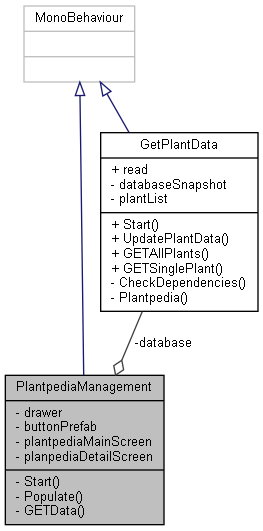 MonoBehaviour
GetPlantData
+ read
- databaseSnapshot
- plantList
+ Start()
+ UpdatePlantData()
+ GETAllPlants()
+ GETSinglePlant()
- CheckDependencies()
- Plantpedia()
-database
PlantpediaManagement
- drawer
- buttonPrefab
- plantpediaMainScreen
- planpediaDetailScreen
- Start()
- Populate()
- GETData()